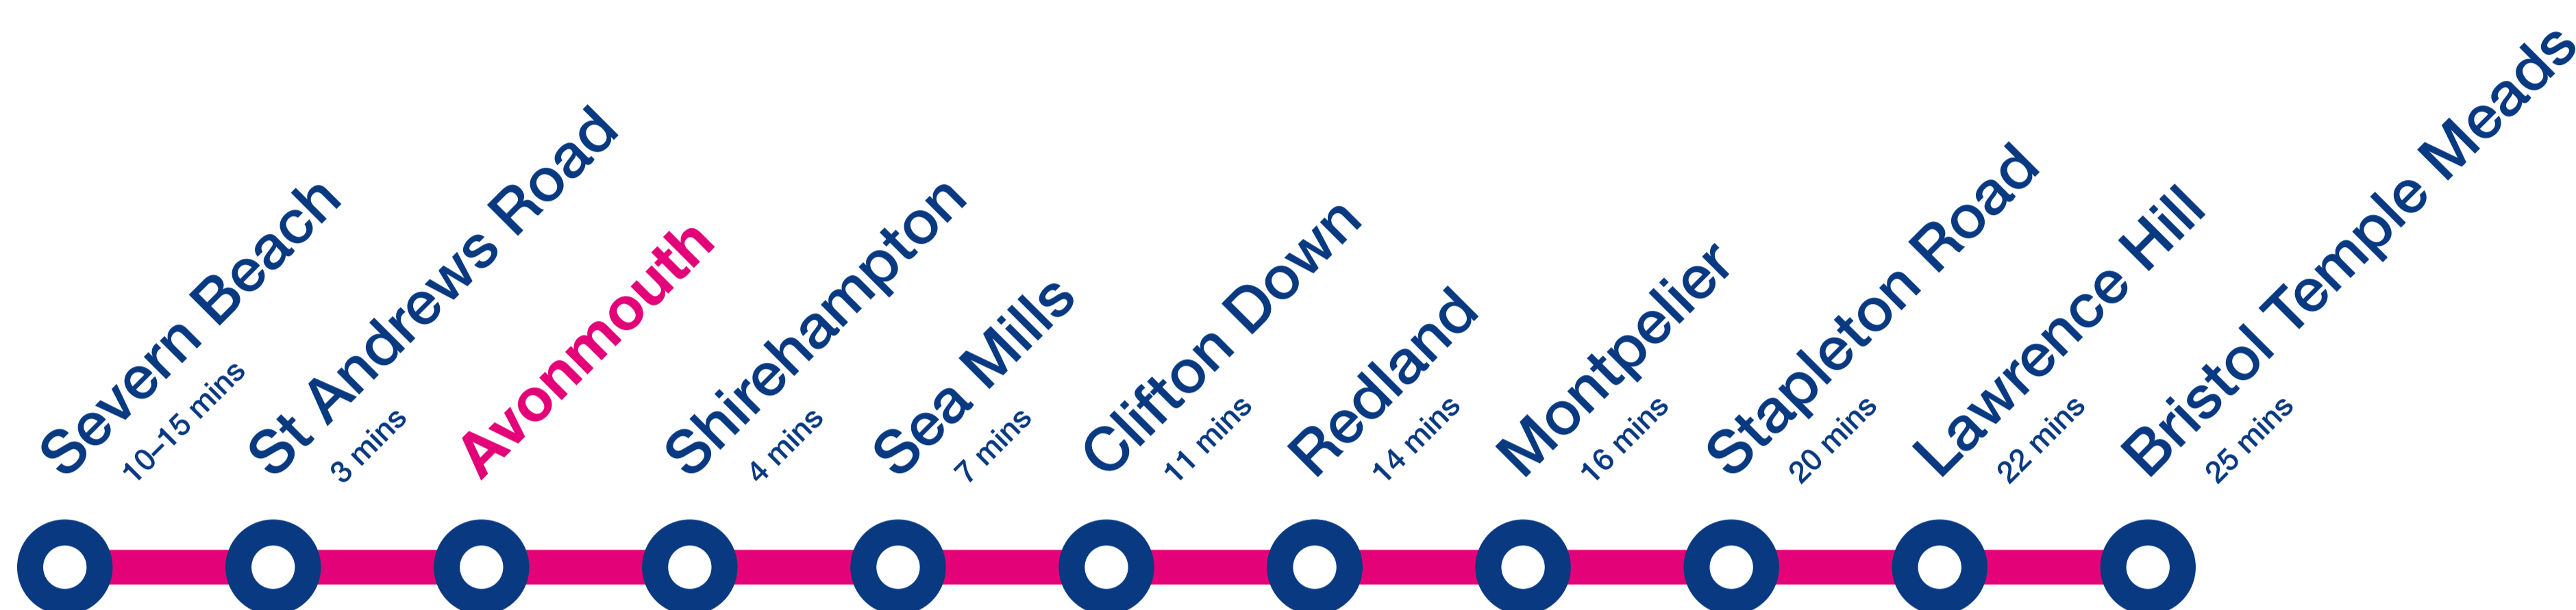 Severn Beach
10–15 mins
St Andrews Road
3 mins
Avonmouth
Shirehampton
4 mins
Sea Mills
7 mins
Clifton Down
11 mins
Redland
14 mins
Montpelier
16 mins
Stapleton Road
20 mins
Lawrence Hill
22 mins
Bristol Temple Meads
25 mins